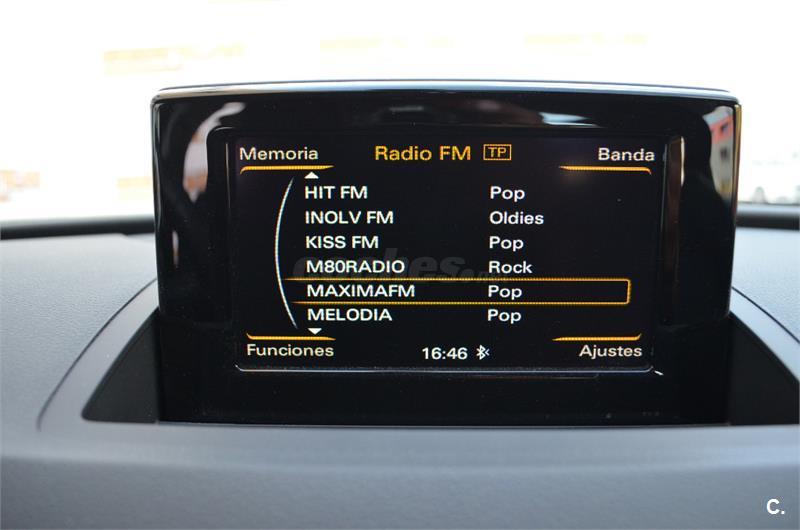 Memoria Radio FM TP Banda
HIT FM Pop
INOLV FM Oldies
KISS FM Pop
M80RADIO Rock
MAXIMAFM Pop
MELODIA Pop
Funciones 16:46 Ajustes
C.